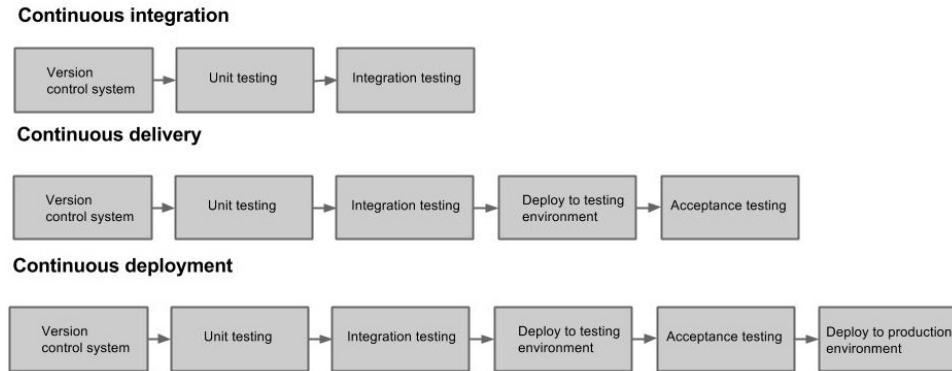 Continuous integration
Version
control system
Unit testing
Integration testing
Continuous delivery
Version
control system
Unit testing
Integration testing
Deploy to testing
environment
Acceptance testing
Continuous deployment
Version
control system
Unit testing
Integration testing
Deploy to testing
environment
Acceptance testing
Deploy to production
environment